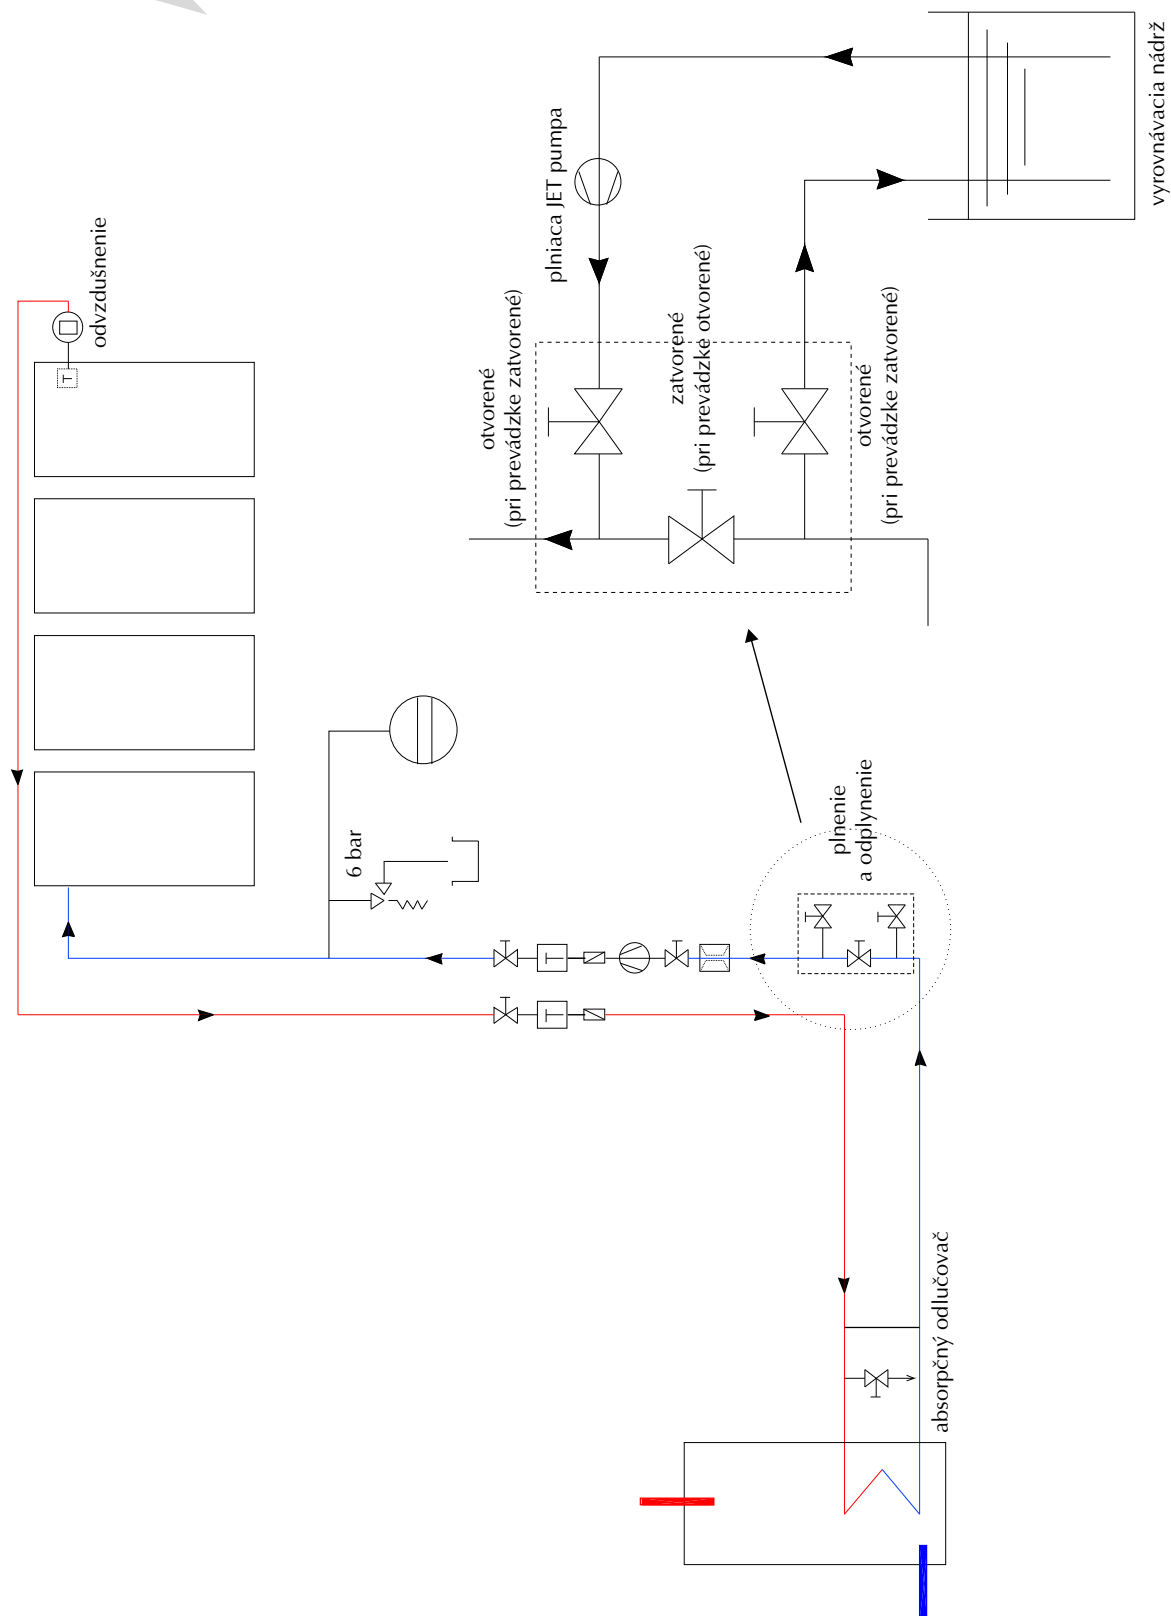 odvzdušnenie
plniaca JET pumpa
vyrovnávacia nádrž
otvorené
(pri prevádzke zatvorené)
zatvorené
(pri prevádzke otvorené)
otvorené
(pri prevádzke zatvorené)
6 bar
plnenie
a odplynenie
absorpčný odlučovač
T
T
T